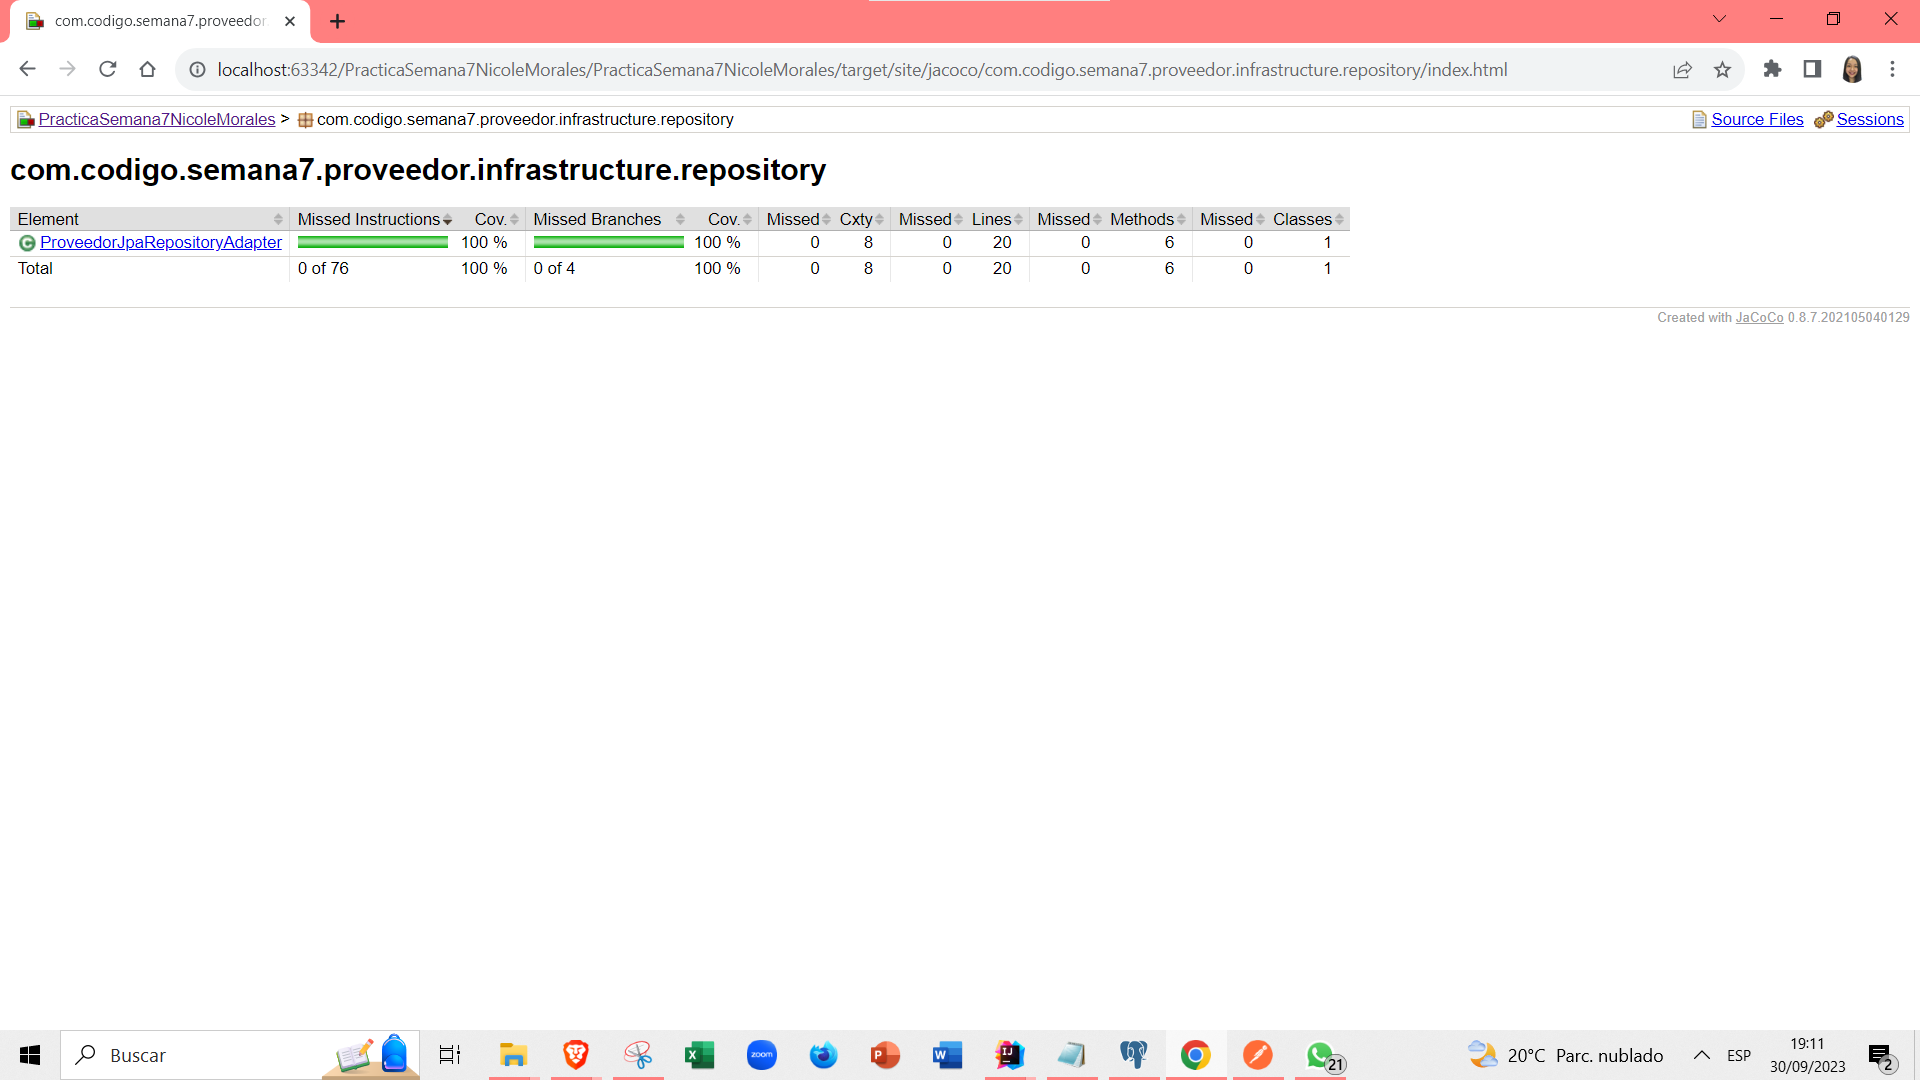 com.codigo.semana7.proveedor
localhost:63342/PracticaSemana7NicoleMorales/PracticaSemana7NicoleMorales/target/site/jacoco/com.codigo.semana7.proveedor.infrastructure.repository/index.html
PracticaSemana7NicoleMorales > com.codigo.semana7.proveedor.infrastructure.repository Source Files Sessions
com.codigo.semana7.proveedor.infrastructure.repository
Element Missed Instructions Cov. Missed Branches Cov. Missed Cxty Missed Lines Missed Methods Missed Classes
C ProveedorJpaRepositoryAdapter 100 % 100 % 0 8 0 20 0 6 0 1
Total 0 of 76 100 % 0 of 4 100 % 0 8 0 20 0 6 0 1
Created with JaCoCo 0.8.7.202105040129
Buscar zoom 21 20°C Parc. nublado ESP 19:11
30/09/2023 2